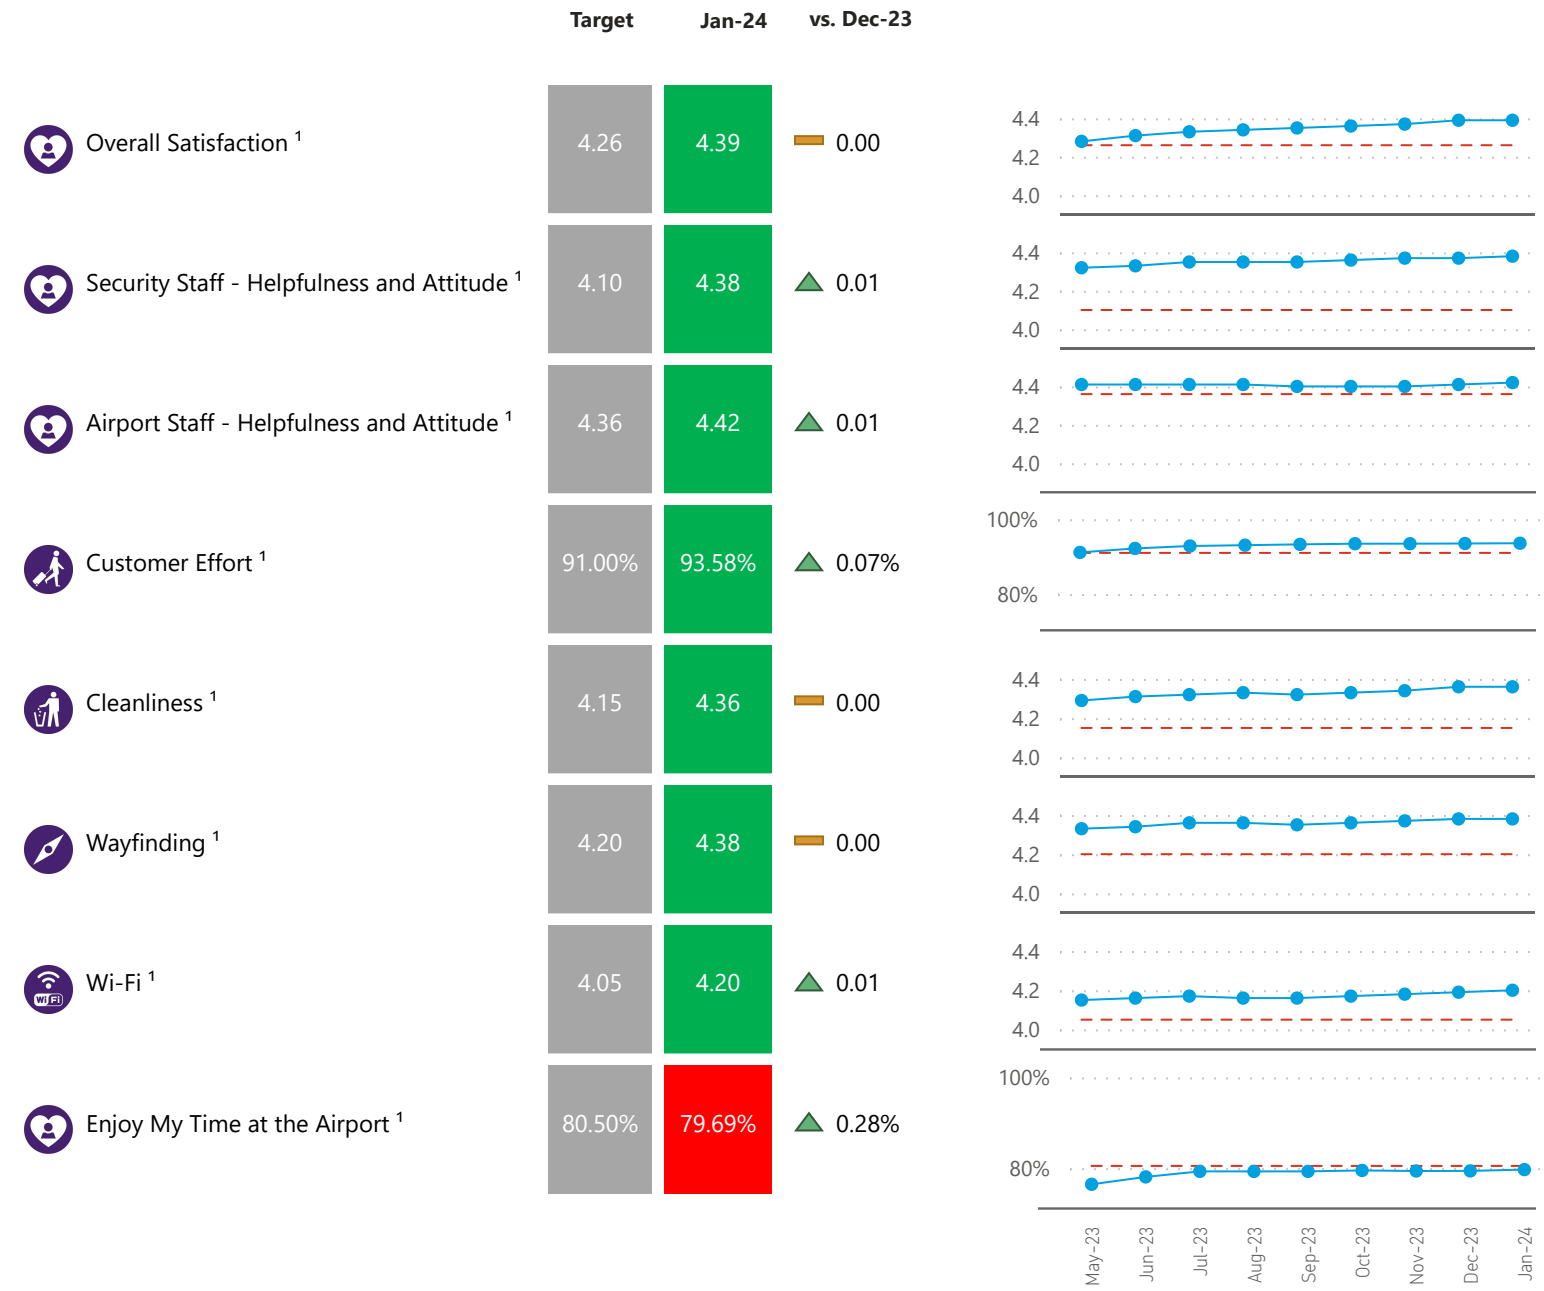 Target Jan-24 vs. Dec-23
Overall Satisfaction ¹ 4.26 4.39 0.00
4.4
4.2
4.0
Security Staff - Helpfulness and Attitude ¹ 4.10 4.38 0.01
4.4
4.2
4.0
Airport Staff - Helpfulness and Attitude ¹ 4.36 4.42 0.01
4.4
4.2
4.0
Customer Effort ¹ 91.00% 93.58% 0.07%
100%
80%
Cleanliness ¹ 4.15 4.36 0.00
4.4
4.2
4.0
Wayfinding ¹ 4.20 4.38 0.00
4.4
4.2
4.0
Wi Fi
Wi-Fi ¹ 4.05 4.20 0.01
4.4
4.2
4.0
Enjoy My Time at the Airport ¹ 80.50% 79.69% 0.28%
100%
80%
May-23 Jun-23 Jul-23 Aug-23 Sep-23 Oct-23 Nov-23 Dec-23 Jan-24